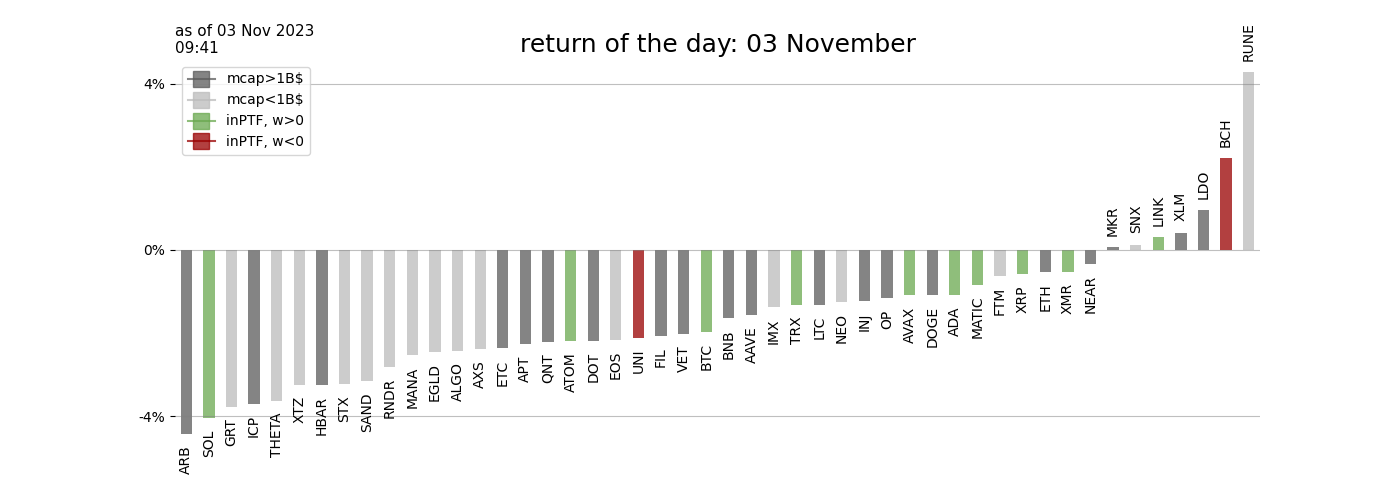 as of 03 Nov 2023
09:41
return of the day: 03 November
mcap>1B$
mcap<1B$
inPTF, w>0
inPTF, w<0
4%
0%
-4%
ARB
SOL
GRT
ICP
THETA
XTZ
HBAR
STX
SAND
RNDR
MANA
EGLD
ALGO
AXS
ETC
APT
QNT
ATOM
DOT
EOS
UNI
FIL
VET
BTC
BNB
AAVE
IMX
TRX
LTC
NEO
INJ
OP
AVAX
DOGE
ADA
MATIC
FTM
XRP
ETH
XMR
NEAR
MKR
SNX
LINK
XLM
LDO
BCH
RUNE